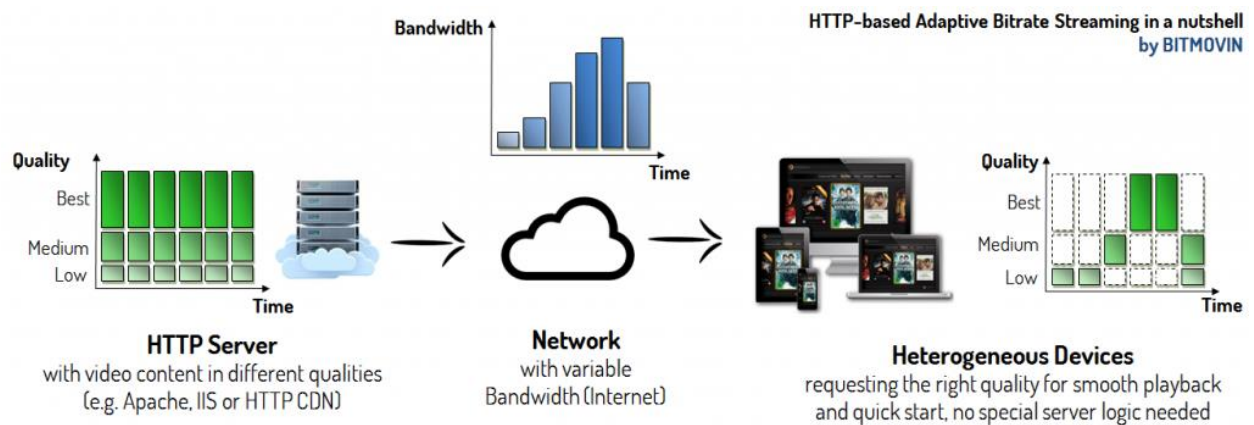 HTTP-based Adaptive Bitrate Streaming in a nutshell
by BITMOVIN
Bandwidth
Time
Quality
Best
Medium
Low
Time
Quality
Best
Medium
Low
Time
HTTP Server
with video content in different qualities
(e.g. Apache, IIS or HTTP CDN)
Network
with variable
Bandwidth (Internet)
Heterogeneous Devices
requesting the right quality for smooth playback
and quick start, no special server logic needed